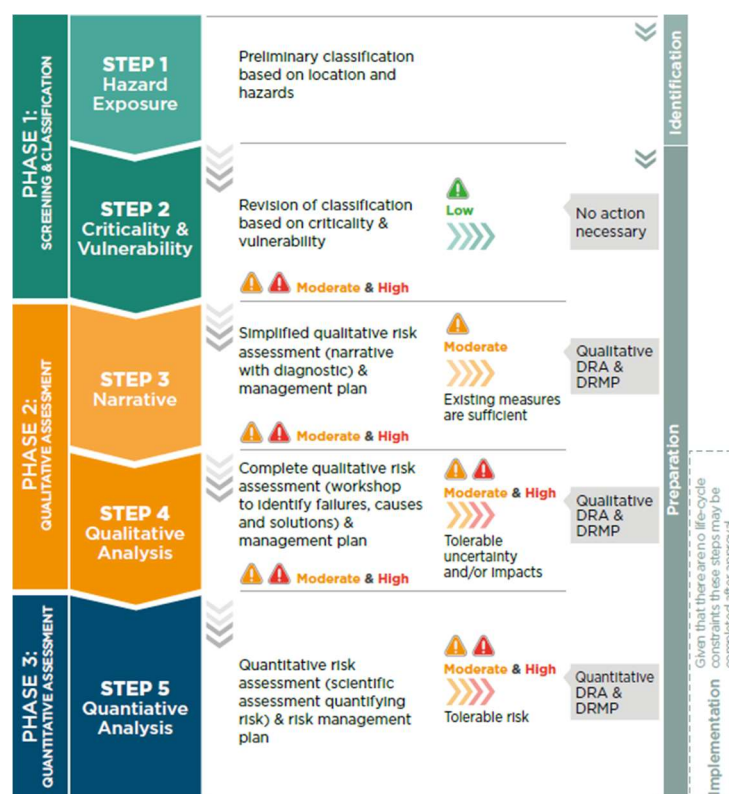 PHASE 1:
SCREENING & CLASSIFICATION
STEP 1
Hazard
Exposure
Preliminary classification
based on location and
hazards
Identification
STEP 2
Criticality &
Vulnerability
Revision of classification
based on criticality &
vulnerability
Low
No action
necessary
Moderate & High
PHASE 2:
QUALITATIVE ASSESSMENT
STEP 3
Narrative
Simplified qualitative risk
assessment (narrative
with diagnostic) &
management plan
Moderate
Existing measures
are sufficient
Qualitative
DRA &
DRMP
Moderate & High
Preparation
STEP 4
Qualitative
Analysis
Complete qualitative risk
assessment (workshop
to identify failures, causes
and solutions) &
management plan
Moderate & High
Tolerable
uncertainty
and/or impacts
Qualitative
DRA &
DRMP
Moderate & High
PHASE 3:
QUANTITATIVE ASSESSMENT
STEP 5
Quantiative
Analysis
Quantitative risk
assessment (scientific
assessment quantifying
risk) & risk management
plan
Moderate & High
Tolerable risk
Quantitative
DRA &
DRMP
Implementation
Given that there are no life-cycle
constraints these steps may be